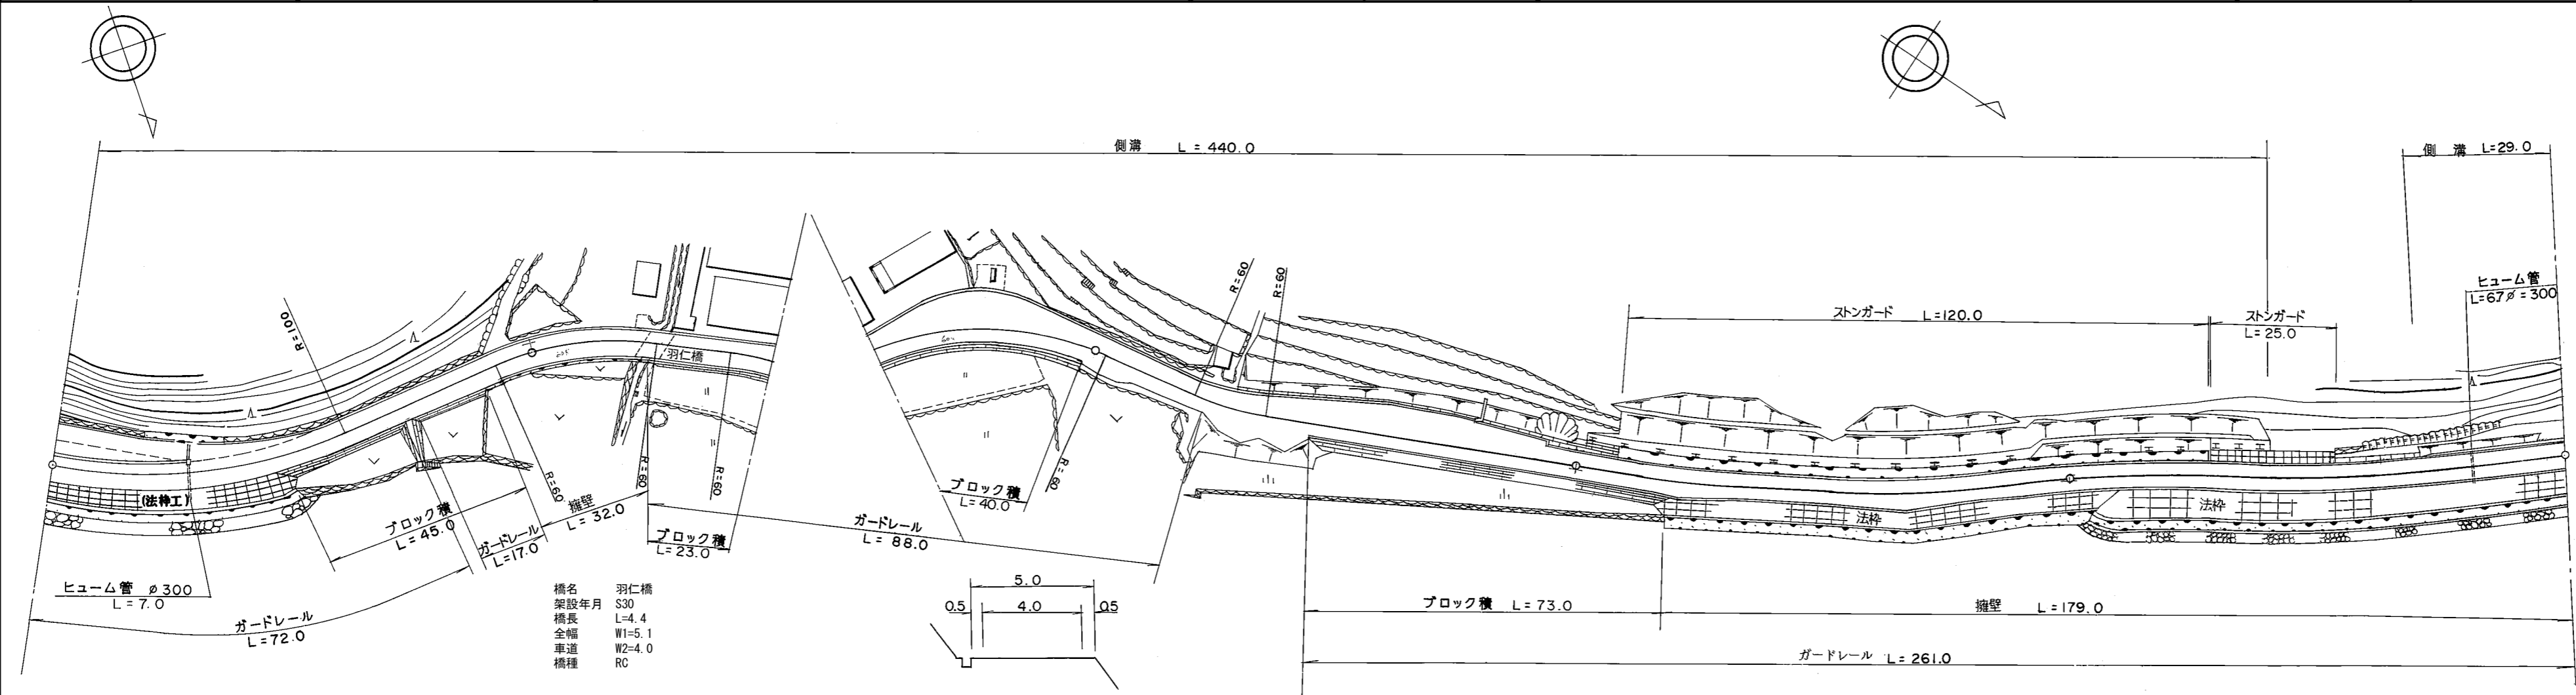 側溝 L = 440.0
側 溝 L=29.0
ヒューム管
L=6.7 ø=300
ストンガード L=120.0
ストンガード
L=25.0
R=100
R=60
R=60
羽仁橋
(法枠工)
R=60
R=60
R=60
R=60
ブロック積
L=45.0
ガードレール
L=17.0
擁壁
L = 32.0
ブロック積
L=23.0
ガードレール
L = 88.0
ブロック積
L=40.0
法枠
法枠
ヒューム管 ø300
L = 7.0
ガードレール
L=72.0
橋名 羽仁橋
架設年月 S30
橋長 L=4.4
全幅 W1=5.1
車道 W2=4.0
橋種 RC
5.0
0.5 4.0 0.5
ブロック積 L = 73.0
擁壁 L=179.0
ガードレール L = 261.0